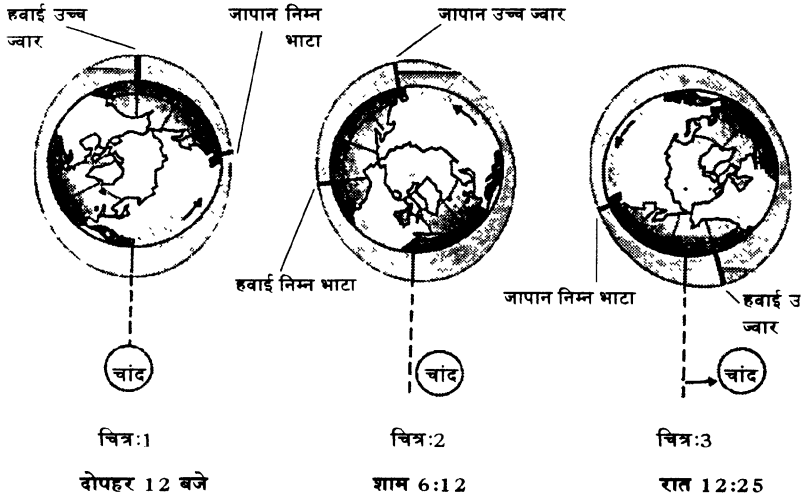 हवाई उच्च
ज्वार
जापान निम्न
भाटा
जापान उच्च ज्वार
हवाई निम्न भाटा
जापान निम्न भाटा
हवाई उ
ज्वार
चांद
चांद
चांद
चित्र:1
चित्र:2
चित्र:3
दोपहर 12 बजे
शाम 6:12
रात 12:25